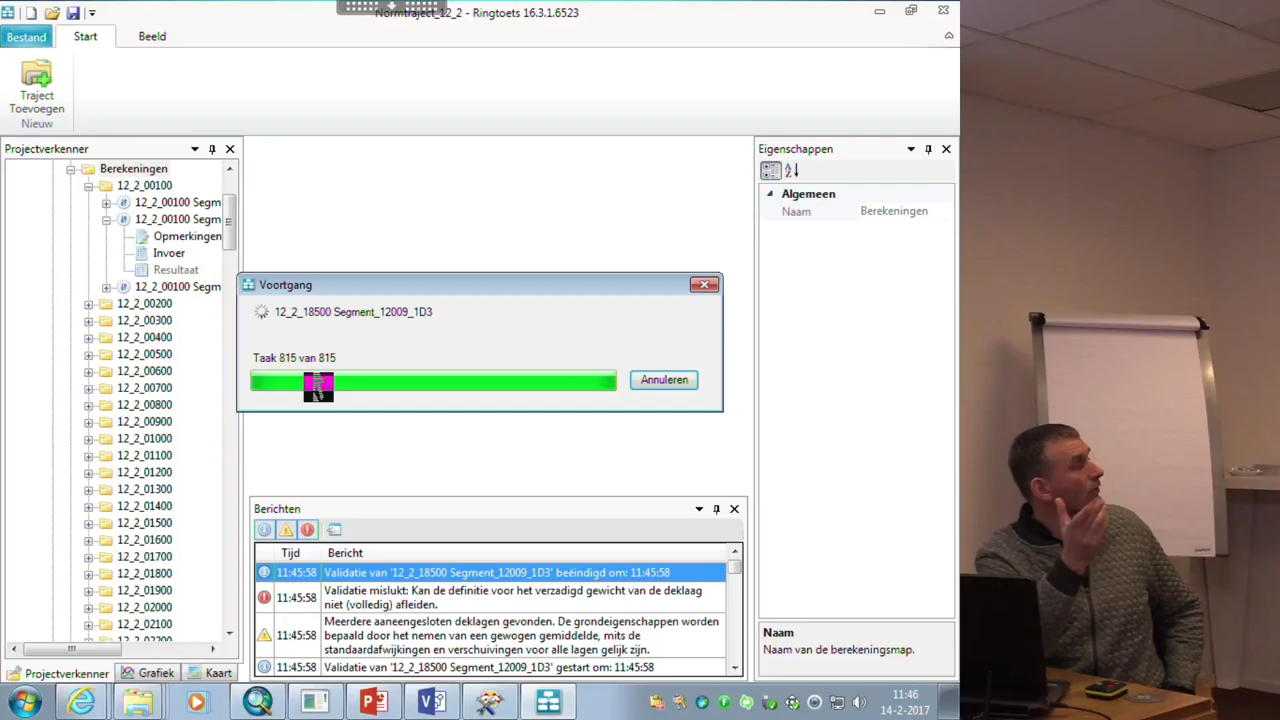 Normtraject_12_2 - Ringtoets 16.3.1.6523
Bestand
Start
Beeld
Traject
Toevoegen
Nieuw
Projectverkenner
Berekeningen
12_2_00100
12_2_00100 Segm
12_2_00100 Segm
Opmerkingen
Invoer
Resultaat
12_2_00100 Segm
12_2_00200
12_2_00300
12_2_00400
12_2_00500
12_2_00600
12_2_00700
12_2_00800
12_2_00900
12_2_01000
12_2_01100
12_2_01200
12_2_01300
12_2_01400
12_2_01500
12_2_01600
12_2_01700
12_2_01800
12_2_01900
12_2_02000
12_2_02100
12_2_02200
Projectverkenner
Grafiek
Kaart
Voortgang
12_2_18500 Segment_12009_1D3
Taak 815 van 815
Annuleren
Berichten
Tijd Bericht
11:45:58 Validatie van '12_2_18500 Segment_12009_1D3' beëindigd om: 11:45:58
11:45:58 Validatie mislukt: Kan de definitie voor het verzadigd gewicht van de deklaag
niet (volledig) afleiden.
11:45:58 Meerdere aaneengesloten deklagen gevonden. De grondeigenschappen worden
bepaald door het nemen van een gewogen gemiddelde, mits de
standaardafwijkingen en verschuivingen voor alle lagen gelijk zijn.
11:45:58 Validatie van '12_2_18500 Segment_12009_1D3' gestart om: 11:45:58
Eigenschappen
Algemeen
Naam Berekeningen
Naam
Naam van de berekeningsmap.
11:46
14-2-2017